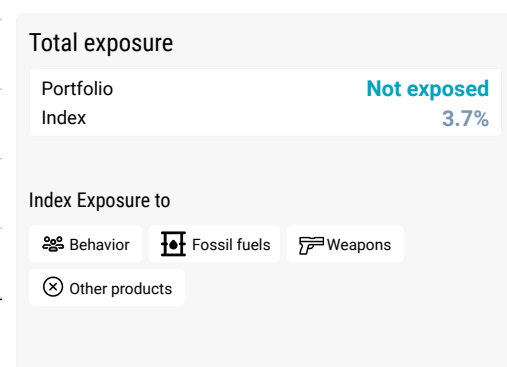 Total exposure
Portfolio Not exposed
Index 3.7%
Index Exposure to
Behavior Fossil fuels Weapons
Other products